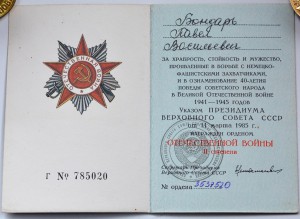 ОТЕЧЕСТВЕННАЯ ВОЙНА
Г № 785020
Бондарь
Павел
Васильевич
ЗА ХРАБРОСТЬ, СТОЙКОСТЬ И МУЖЕСТВО,
ПРОЯВЛЕННЫЕ В БОРЬБЕ С НЕМЕЦКО-
ФАШИСТСКИМИ ЗАХВАТЧИКАМИ, И
В ОЗНАМЕНОВАНИЕ 40-ЛЕТИЯ
ПОБЕДЫ СОВЕТСКОГО НАРОДА
В ВЕЛИКОЙ ОТЕЧЕСТВЕННОЙ ВОЙНЕ
1941—1945 ГОДОВ
УКАЗОМ ПРЕЗИДИУМА
ВЕРХОВНОГО СОВЕТА СССР
ОТ 11 МАРТА 1985 Г.
НАГРАЖДЕН ОРДЕНОМ
ОТЕЧЕСТВЕННОЙ ВОЙНЫ
II СТЕПЕНИ
Секретарь Президиума
Верховного Совета СССР
№ ордена